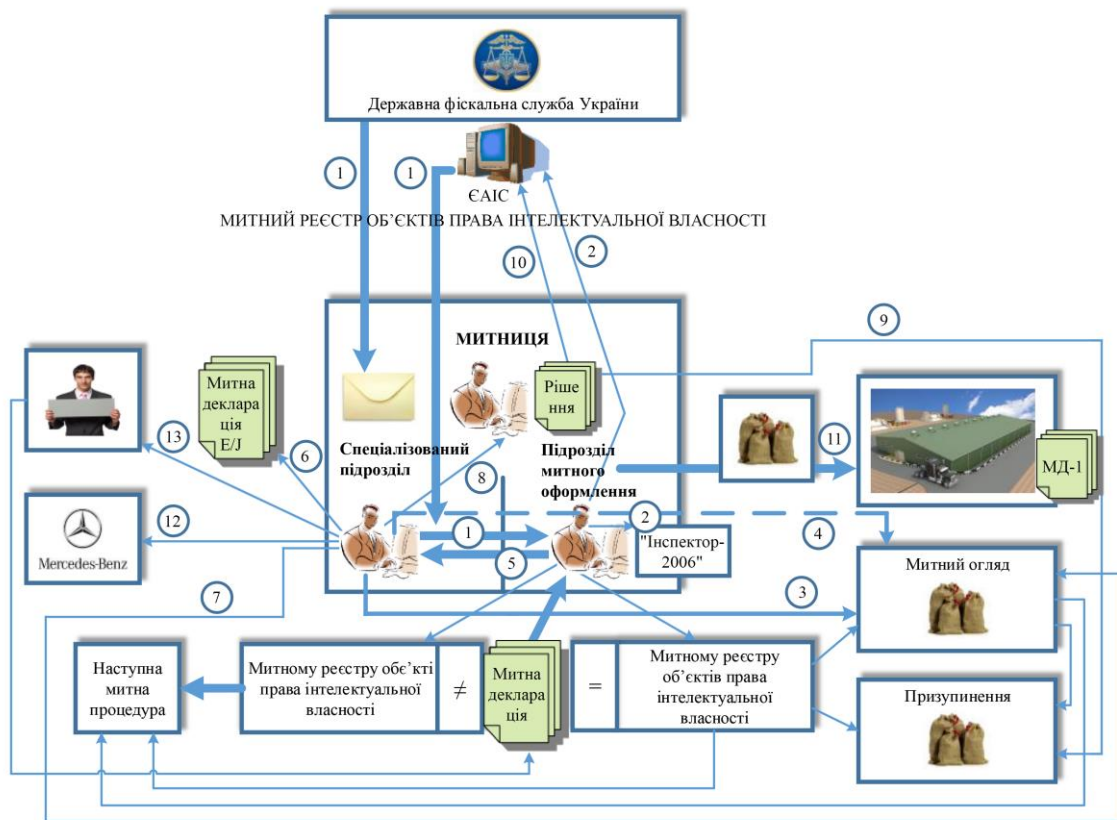 Державна фіскальна служба України
1
1
ЄАІС
МИТНИЙ РЕЄСТР ОБ’ЄКТІВ ПРАВА ІНТЕЛЕКТУАЛЬНОЇ ВЛАСНОСТІ
10
2
9
МИТНИЦЯ
Митна
деклара
ція
E/J
Ріше
ння
13
6
Спеціалізований
підрозділ
8
Підрозділ
митного
оформлення
11
МД-1
Mercedes-Benz
12
1
2
"Інспектор-
2006"
4
5
7
3
Митний огляд
Наступна
митна
процедура
Митному реєстру обє’кті
права інтелектуальної
власності
≠
Митна
деклара
ція
=
Митному реєстру
об’єктів права
інтелектуальної
власності
Призупинення